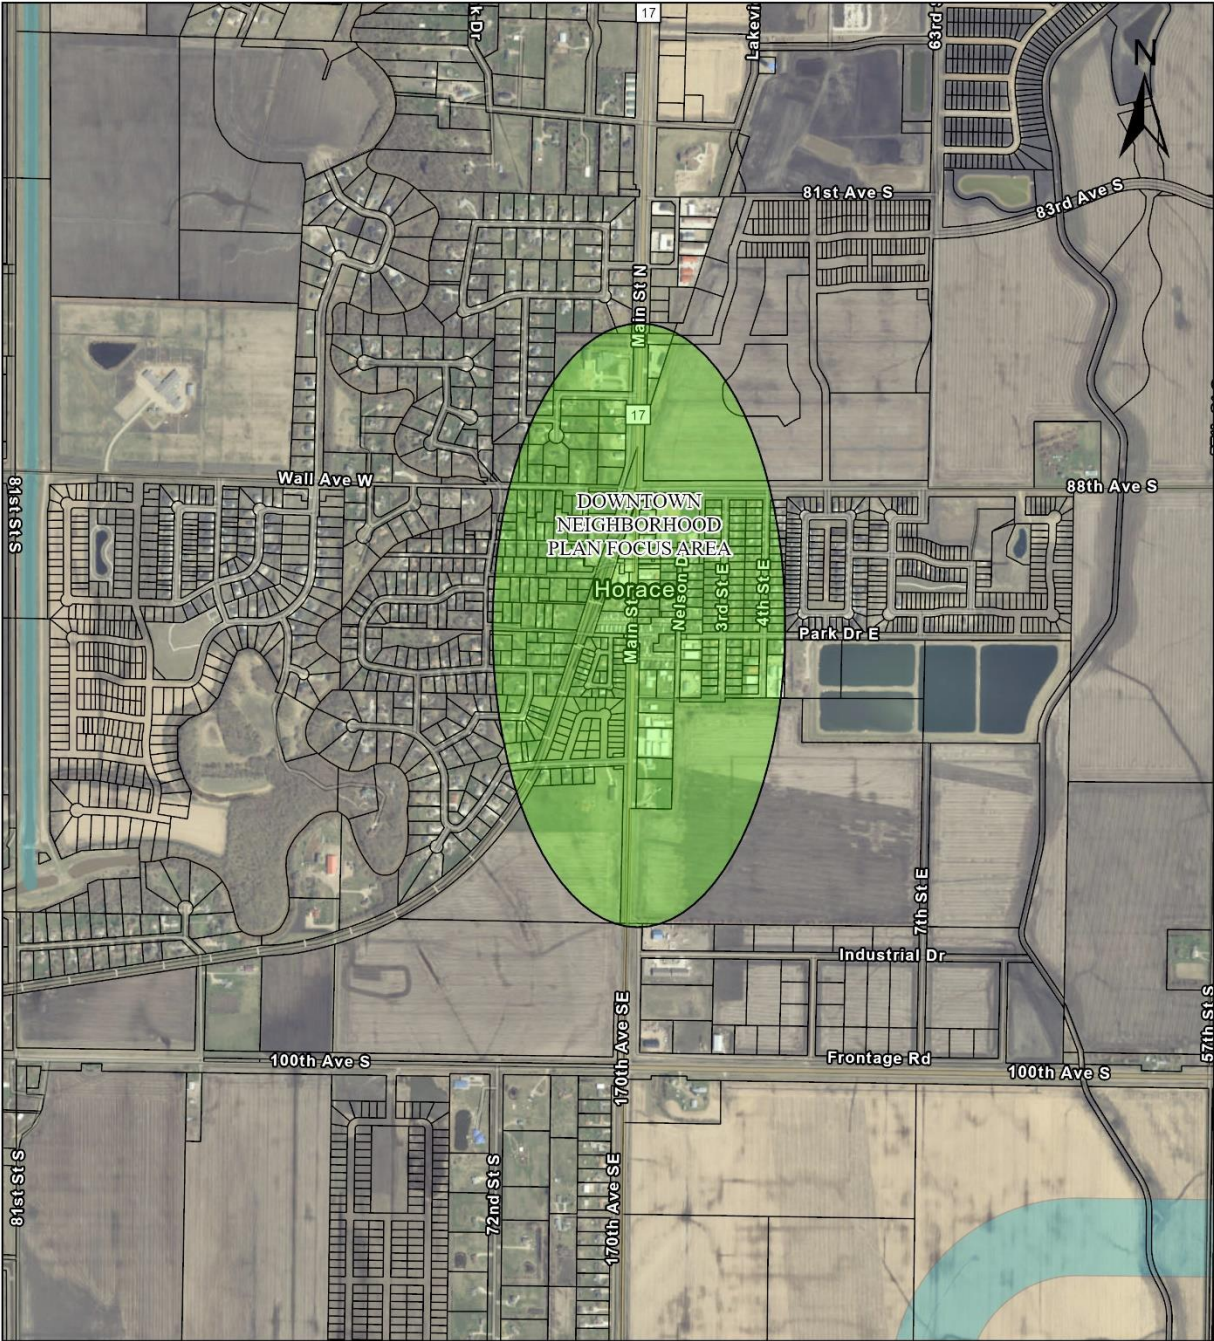 17
63rd
N
81st Ave S
83rd Ave S
Main St N
17
Wall Ave W
88th Ave S
81st St S
DOWNTOWN
NEIGHBORHOOD
PLAN FOCUS AREA
Horace
Main St
3rd St E
4th St E
Park Dr E
7th St E
Industrial Dr
170th Ave SE
57th St S
100th Ave S
Frontage Rd
100th Ave S
81st St S
72nd St S
170th Ave SE